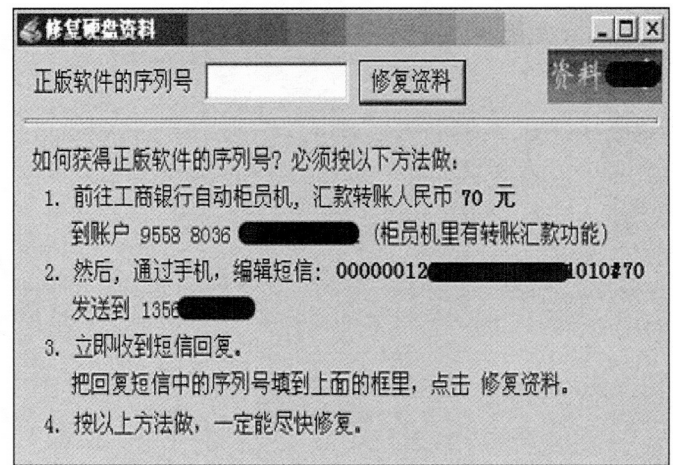 修复硬盘资料
正版软件的序列号 修复资料 资料
如何获得正版软件的序列号? 必须按以下方法做:
1. 前往工商银行自动柜员机, 汇款转账人民币 70 元
到账户 9558 8036 (柜员机里有转账汇款功能)
2. 然后, 通过手机, 编辑短信: 00000012 1010#70
发送到 1356
3. 立即收到短信回复。
把回复短信中的序列号填到上面的框里, 点击 修复资料。
4. 按以上方法做, 一定能尽快修复。